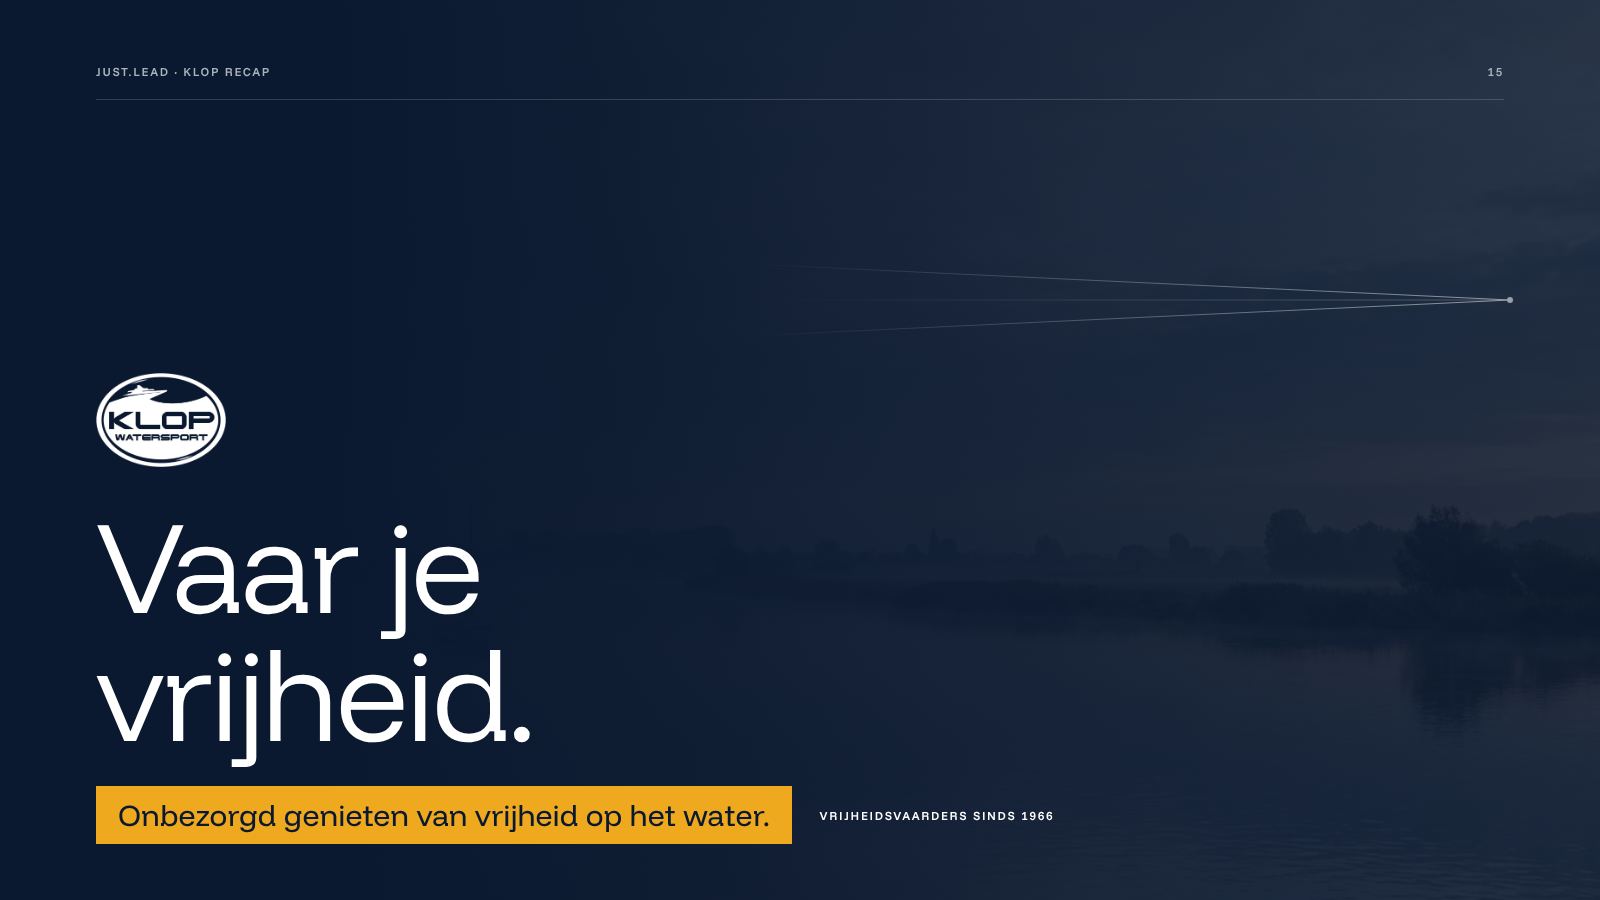 JUST.LEAD · KLOP RECAP
15
KLOP
WATERSPORT
Vaar je
vrijheid.
Onbezorgd genieten van vrijheid op het water.
VRIJHEIDSVAARDERS SINDS 1966